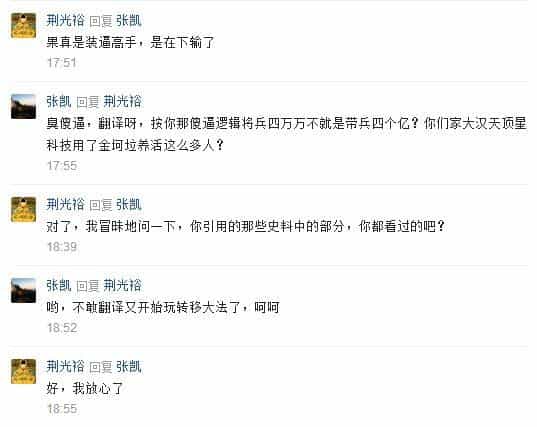 荆光裕 回复 张凯
果真是装逼高手，是在下输了
17:51
张凯 回复 荆光裕
臭傻逼，翻译呀，按你那傻逼逻辑将兵四万万不就是带兵四个亿？你们家大汉天顶星
科技用了金坷垃养活这么多人？
17:55
荆光裕 回复 张凯
对了，我冒昧地问一下，你引用的那些史料中的部分，你都看过的吧？
18:39
张凯 回复 荆光裕
哟，不敢翻译又开始玩转移大法了，呵呵
18:52
荆光裕 回复 张凯
好，我放心了
18:55